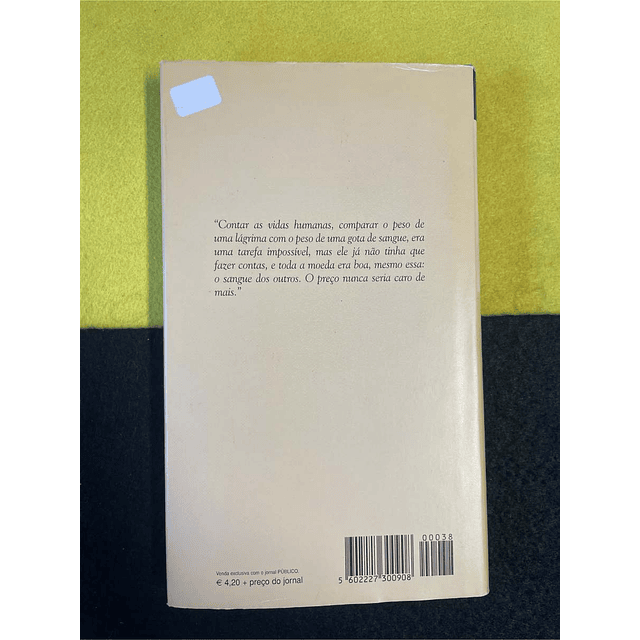 “Contar as vidas humanas, comparar o peso de
uma lágrima com o peso de uma gota de sangue, era
uma tarefa impossível, mas ele já não tinha que
fazer contas, e toda a moeda era boa, mesmo essa:
o sangue dos outros. O preço nunca seria caro de
mais.”
00038
Venda exclusiva com o jornal PÚBLICO.
€ 4,20 + preço do jornal
5 602227 300908